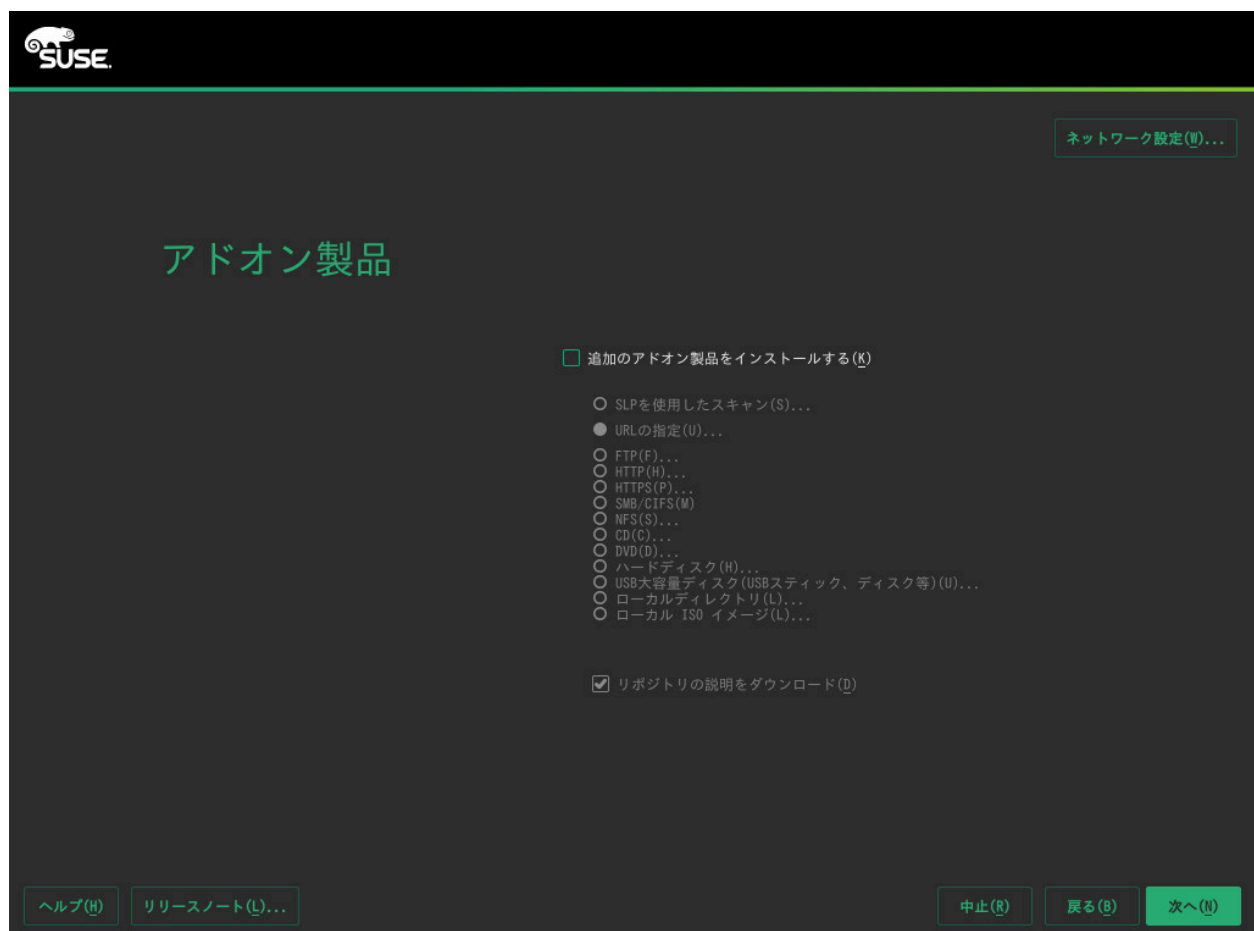 SUSE.
ネットワーク設定(W)...
アドオン製品
追加のアドオン製品をインストールする(K)
SLPを使用したスキャン(S)...
URLの指定(U)...
FTP(F)...
HTTP(H)...
HTTPS(P)...
SMB/CIFS(M)
NFS(S)...
CD(C)...
DVD(D)...
ハードディスク(H)...
USB大容量ディスク(USBスティック、ディスク等)(U)...
ローカルディレクトリ(L)...
ローカル ISO イメージ(L)...
リポジトリの説明をダウンロード(D)
ヘルプ(H) リリースノート(L)... 中止(R) 戻る(B) 次へ(N)